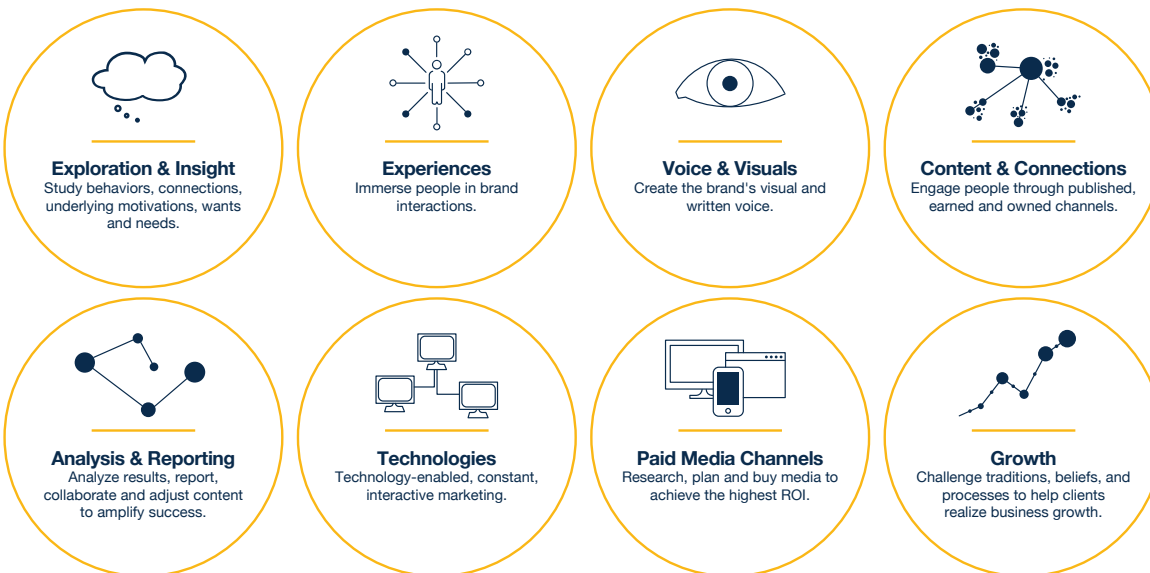 Exploration & Insight
Study behaviors, connections,
underlying motivations, wants
and needs.
Experiences
Immerse people in brand
interactions.
Voice & Visuals
Create the brand's visual and
written voice.
Content & Connections
Engage people through published,
earned and owned channels.
Analysis & Reporting
Analyze results, report,
collaborate and adjust content
to amplify success.
Technologies
Technology-enabled, constant,
interactive marketing.
Paid Media Channels
Research, plan and buy media to
achieve the highest ROI.
Growth
Challenge traditions, beliefs, and
processes to help clients
realize business growth.